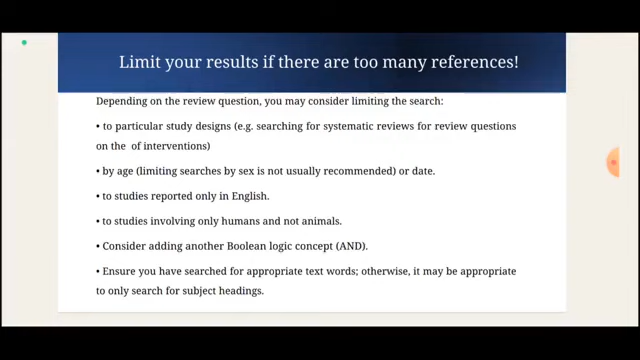 Limit your results if there are too many references!
Depending on the review question, you may consider limiting the search:
• to particular study designs (e.g. searching for systematic reviews for review questions
on the of interventions)
• by age (limiting searches by sex is not usually recommended) or date.
• to studies reported only in English.
• to studies involving only humans and not animals.
• Consider adding another Boolean logic concept (AND).
• Ensure you have searched for appropriate text words; otherwise, it may be appropriate
to only search for subject headings.